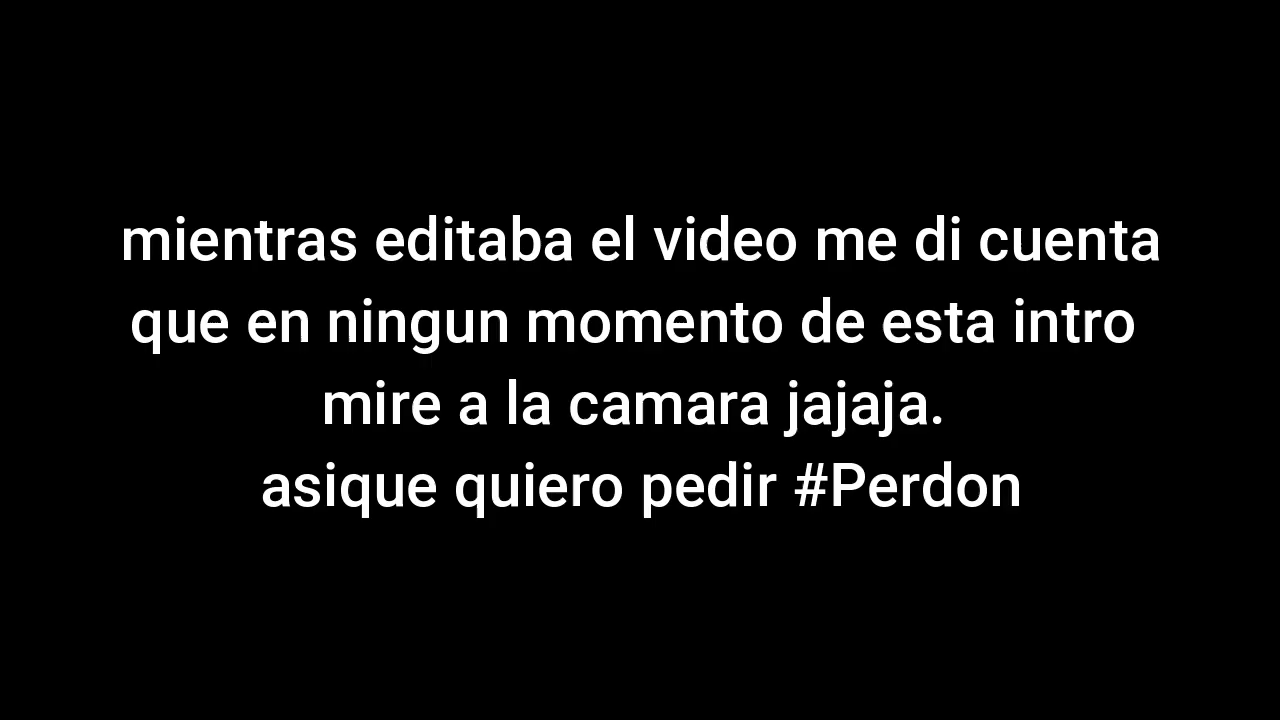 mientras editaba el video me di cuenta
que en ningun momento de esta intro
mire a la camara jajaja.
asique quiero pedir #Perdon